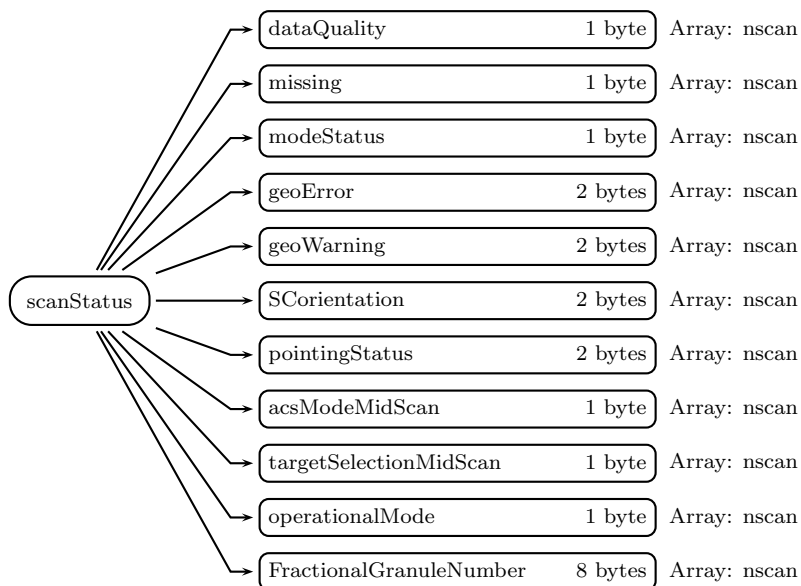 dataQuality 1 byte Array: nscan
missing 1 byte Array: nscan
modeStatus 1 byte Array: nscan
geoError 2 bytes Array: nscan
geoWarning 2 bytes Array: nscan
scanStatus SCorientation 2 bytes Array: nscan
pointingStatus 2 bytes Array: nscan
acsModeMidScan 1 byte Array: nscan
targetSelectionMidScan 1 byte Array: nscan
operationalMode 1 byte Array: nscan
FractionalGranuleNumber 8 bytes Array: nscan